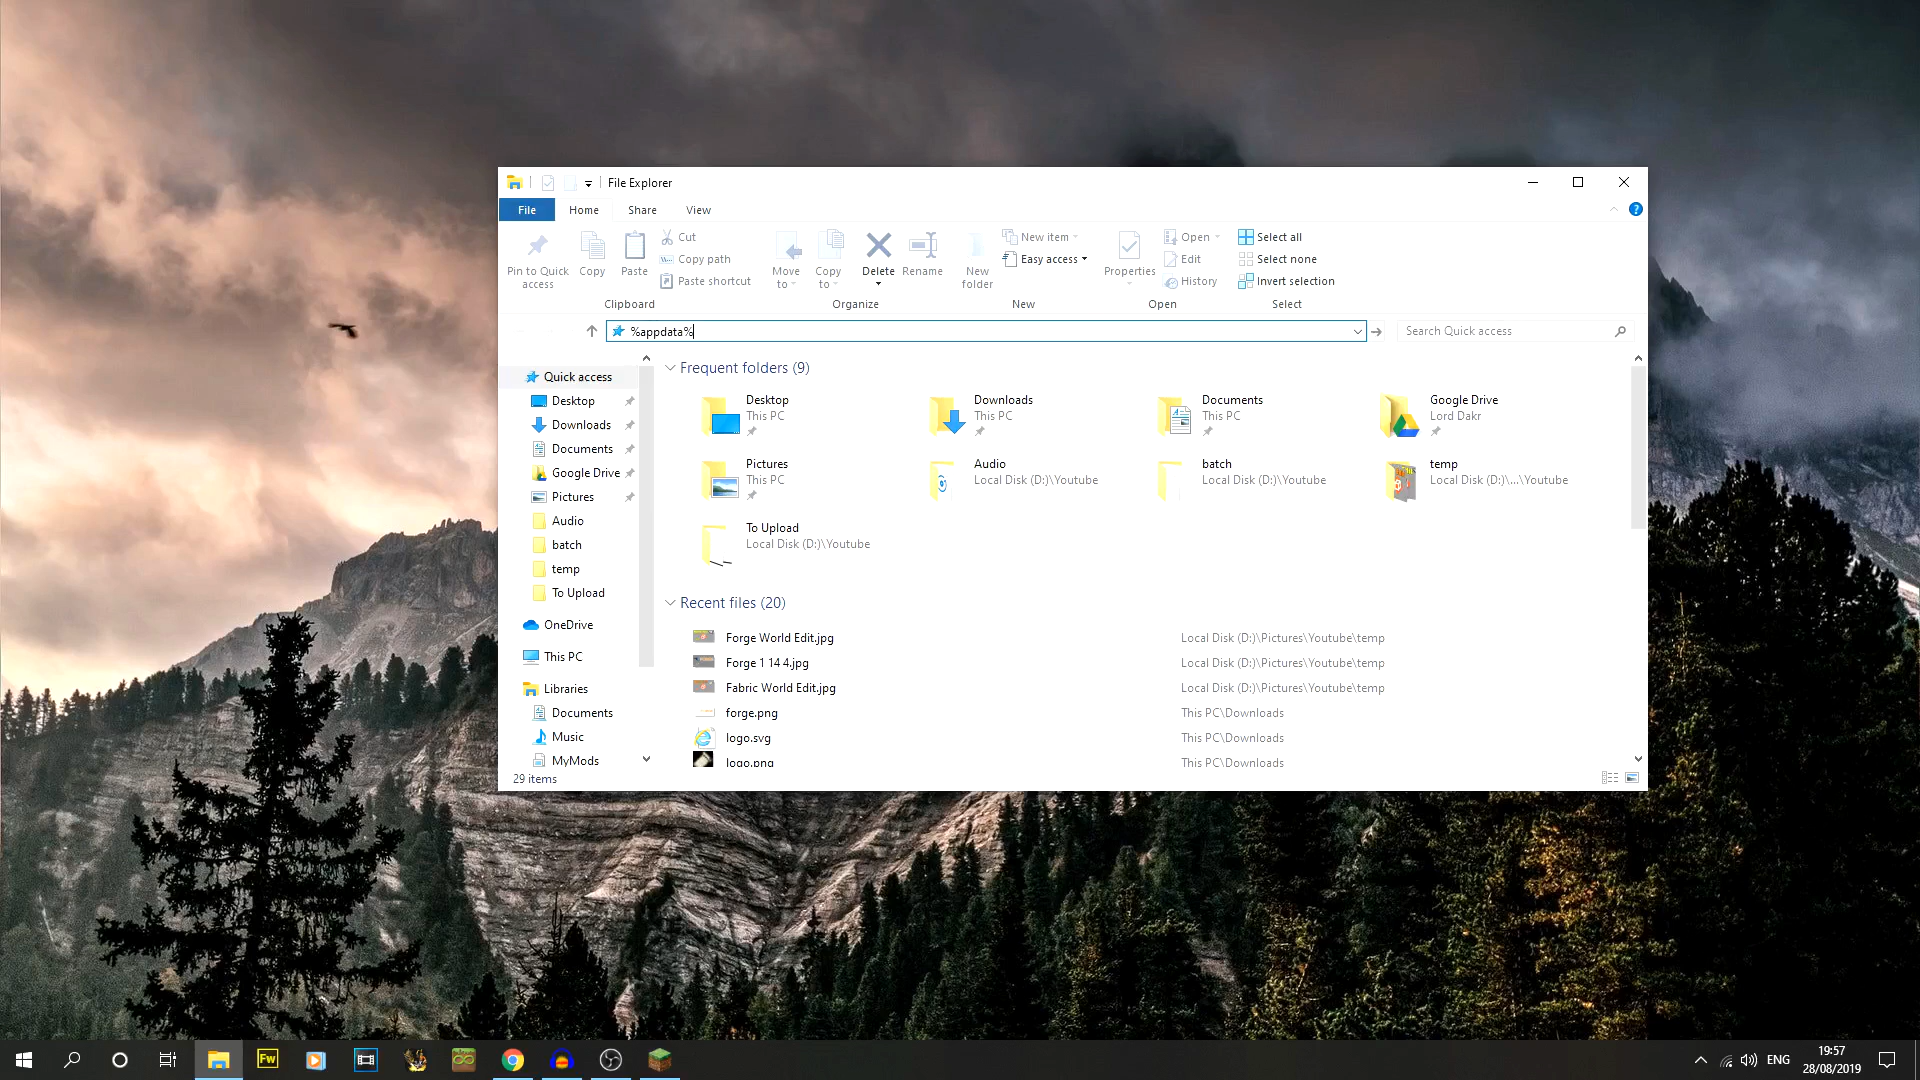 File Explorer
File Home Share View
Pin to Quick access
Copy
Paste
Cut
Copy path
Paste shortcut
Clipboard
Move to
Copy to
Delete
Rename
Organize
New folder
New item
Easy access
New
Properties
Open
Edit
History
Open
Select all
Select none
Invert selection
Select
%appdata%
Search Quick access
Quick access
Desktop
Downloads
Documents
Google Drive
Pictures
Audio
batch
temp
To Upload
OneDrive
This PC
Libraries
Documents
Music
MyMods
Frequent folders (9)
Desktop
This PC
Downloads
This PC
Documents
This PC
Google Drive
Lord Dakr
Pictures
This PC
Audio
Local Disk (D:)\Youtube
batch
Local Disk (D:)\Youtube
temp
Local Disk (D:)\...\Youtube
To Upload
Local Disk (D:)\Youtube
Recent files (20)
Forge World Edit.jpg Local Disk (D:)\Pictures\Youtube\temp
Forge 1 14 4.jpg Local Disk (D:)\Pictures\Youtube\temp
Fabric World Edit.jpg Local Disk (D:)\Pictures\Youtube\temp
forge.png This PC\Downloads
logo.svg This PC\Downloads
logo.png This PC\Downloads
29 items
Fw
ENG
19:57
28/08/2019